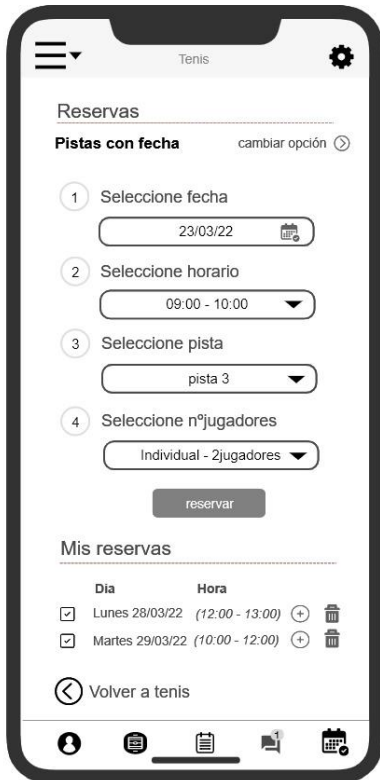 Tenis
Reservas
Pistas con fecha cambiar opción
1 Seleccione fecha
23/03/22
2 Seleccione horario
09:00 - 10:00
3 Seleccione pista
pista 3
4 Seleccione nºjugadores
Individual - 2jugadores
reservar
Mis reservas
Dia Hora
Lunes 28/03/22 (12:00 - 13:00)
Martes 29/03/22 (10:00 - 12:00)
Volver a tenis
1